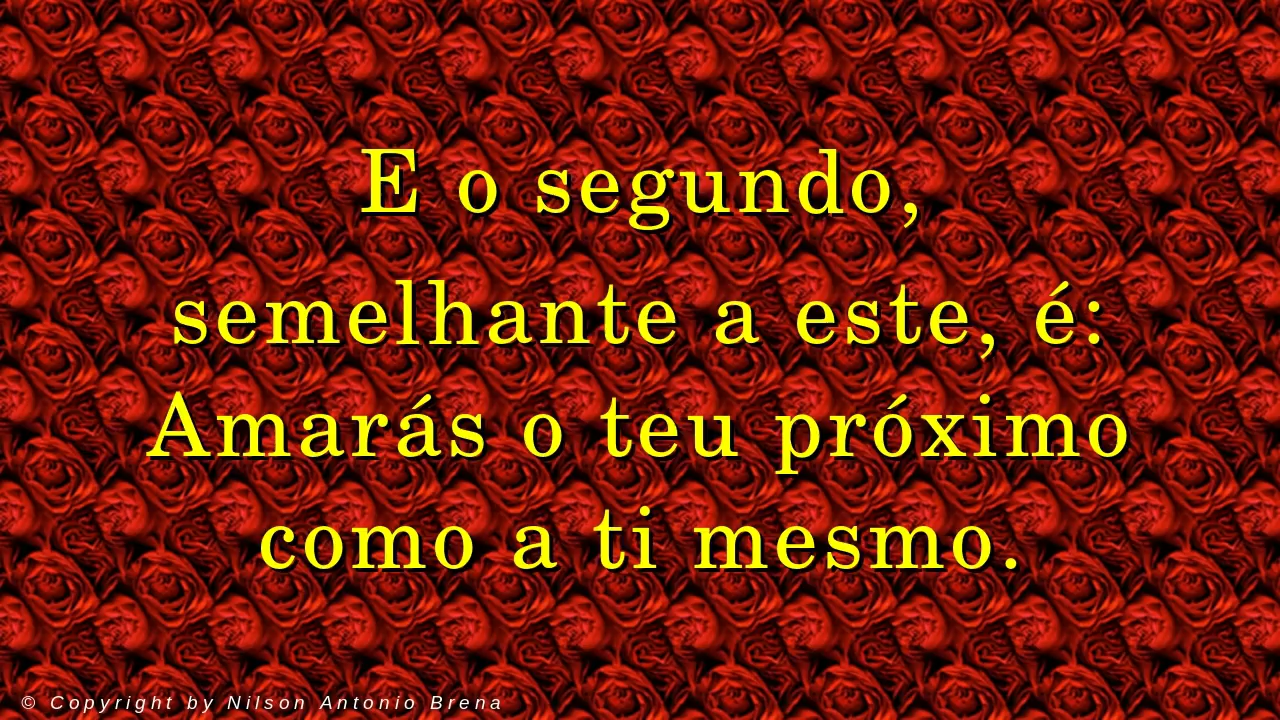 E o segundo,
semelhante a este, é:
Amarás o teu próximo
como a ti mesmo.
© Copyright by Nilson Antonio Brena